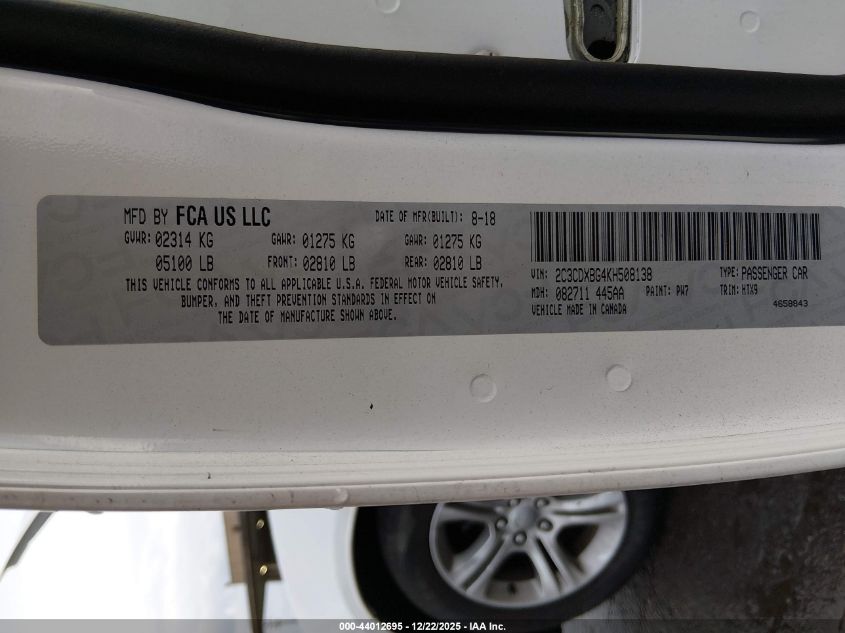 MFD BY FCA US LLC
DATE OF MFR(BUILT): 8-18
GVWR: 02314 KG GAWR: 01275 KG GAWR: 01275 KG
05100 LB FRONT: 02810 LB REAR: 02810 LB
THIS VEHICLE CONFORMS TO ALL APPLICABLE U.S.A. FEDERAL MOTOR VEHICLE SAFETY,
BUMPER, AND THEFT PREVENTION STANDARDS IN EFFECT ON
THE DATE OF MANUFACTURE SHOWN ABOVE.
VIN: 2C3CDXBG4KH508138 TYPE: PASSENGER CAR
MDH: 082711 445AA PAINT: PW7 TRIM: HTX9
VEHICLE MADE IN CANADA 4658843
000-44012695 - 12/22/2025 - IAA Inc.